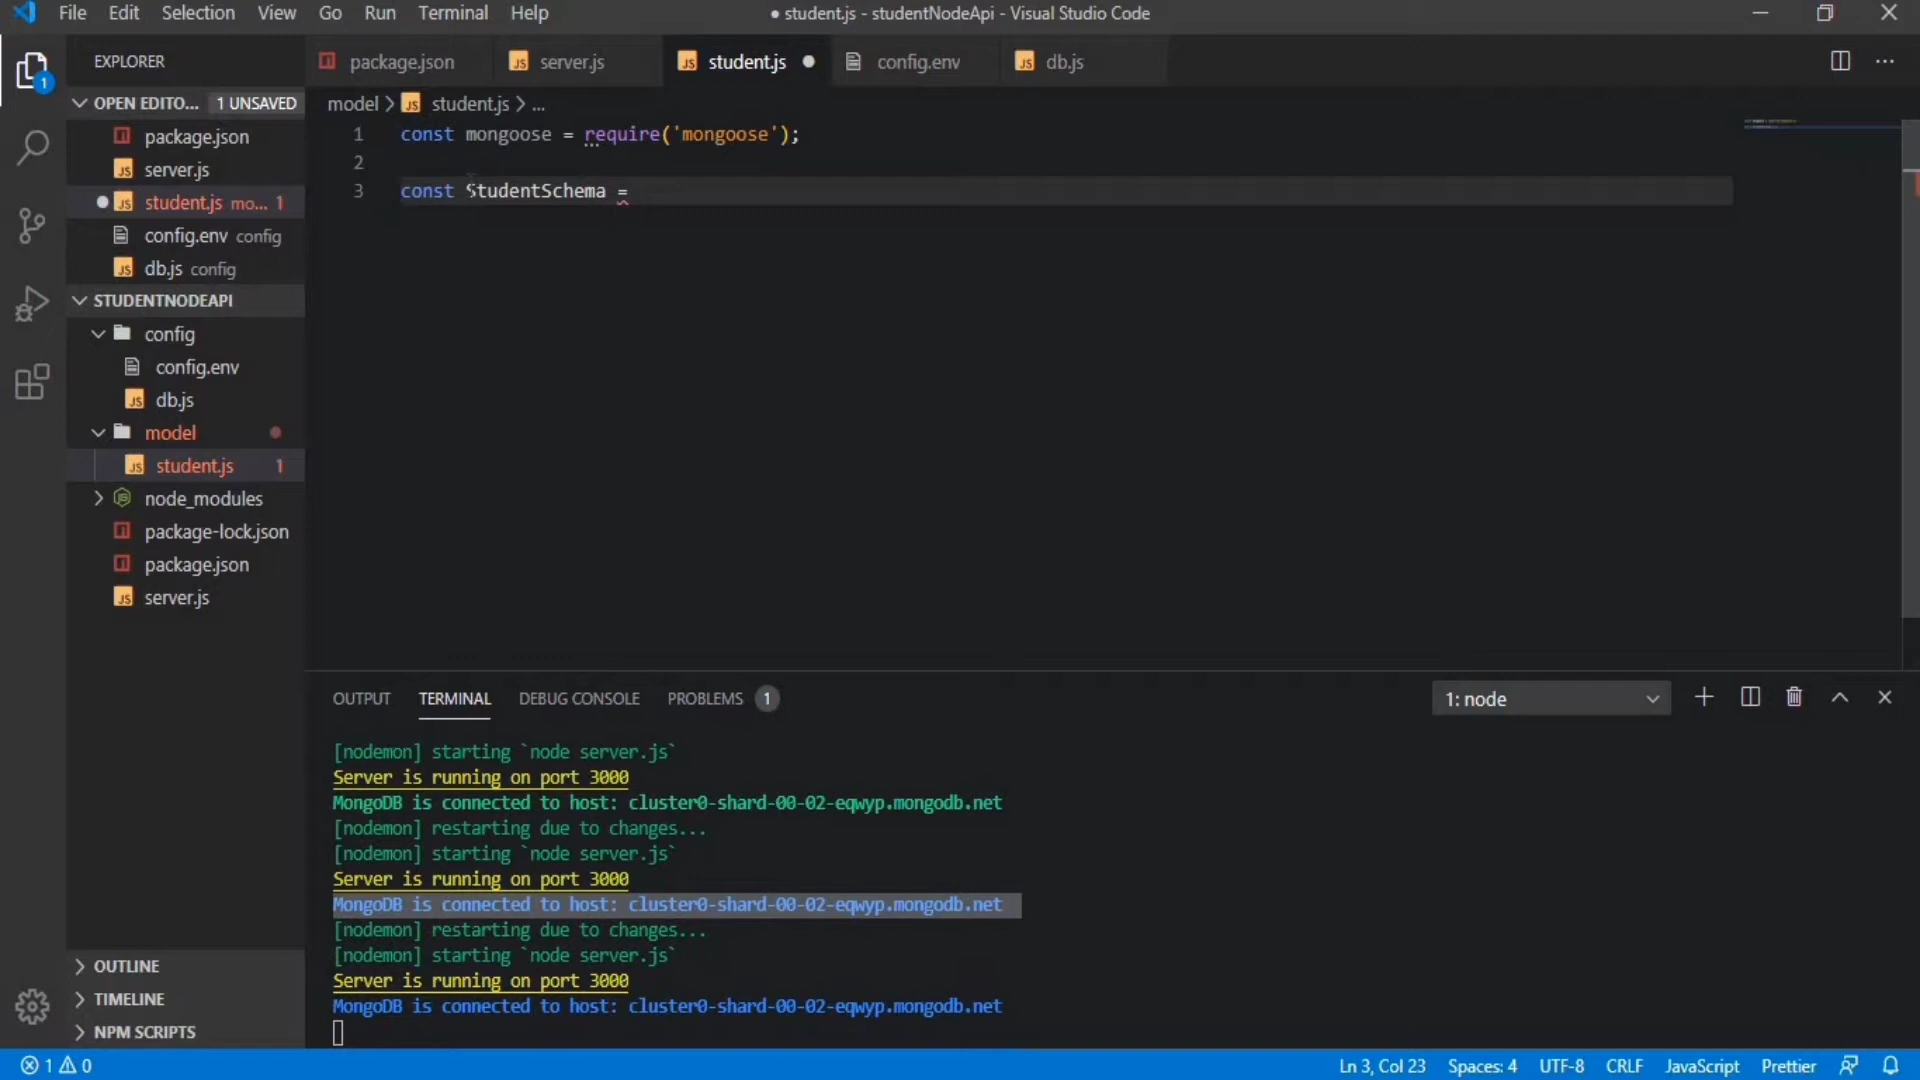 File Edit Selection View Go Run Terminal Help
● student.js - studentNodeApi - Visual Studio Code
EXPLORER
package.json server.js student.js config.env db.js
OPEN EDITO... 1 UNSAVED
package.json
server.js
student.js mo... 1
config.env config
db.js config
STUDENTNODEAPI
config
config.env
db.js
model
student.js 1
node_modules
package-lock.json
package.json
server.js
OUTLINE
TIMELINE
NPM SCRIPTS
model > student.js > ...
1 const mongoose = require('mongoose');
2
3 const StudentSchema =
OUTPUT TERMINAL DEBUG CONSOLE PROBLEMS 1
1: node
[nodemon] starting `node server.js`
Server is running on port 3000
MongoDB is connected to host: cluster0-shard-00-02-eqwyp.mongodb.net
[nodemon] restarting due to changes...
[nodemon] starting `node server.js`
Server is running on port 3000
MongoDB is connected to host: cluster0-shard-00-02-eqwyp.mongodb.net
[nodemon] restarting due to changes...
[nodemon] starting `node server.js`
Server is running on port 3000
MongoDB is connected to host: cluster0-shard-00-02-eqwyp.mongodb.net
1 0
Ln 3, Col 23 Spaces: 4 UTF-8 CRLF JavaScript Prettier